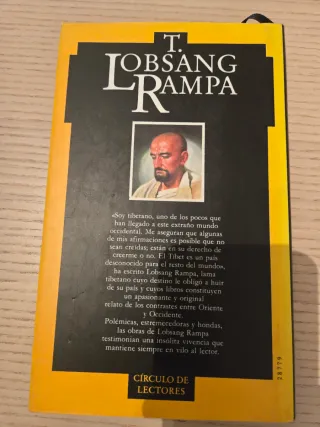 T.
LOBSANG
RAMPA
«Soy tibetano, uno de los pocos que
han llegado a este extraño mundo
occidental. Me aseguran que algunas
de mis afirmaciones es posible que no
sean creídas; están en su derecho de
creerme o no. El Tíbet es un país
desconocido para el resto del mundo»,
ha escrito Lobsang Rampa, lama
tibetano cuyo destino le obligó a huir
de su país y cuyos libros constituyen
un apasionante y original
relato de los contrastes entre Oriente
y Occidente.
Polémicas, estremecedoras y hondas,
las obras de Lobsang Rampa
testimonian una insólita vivencia que
mantiene siempre en vilo al lector.
CÍRCULO DE
LECTORES
28779